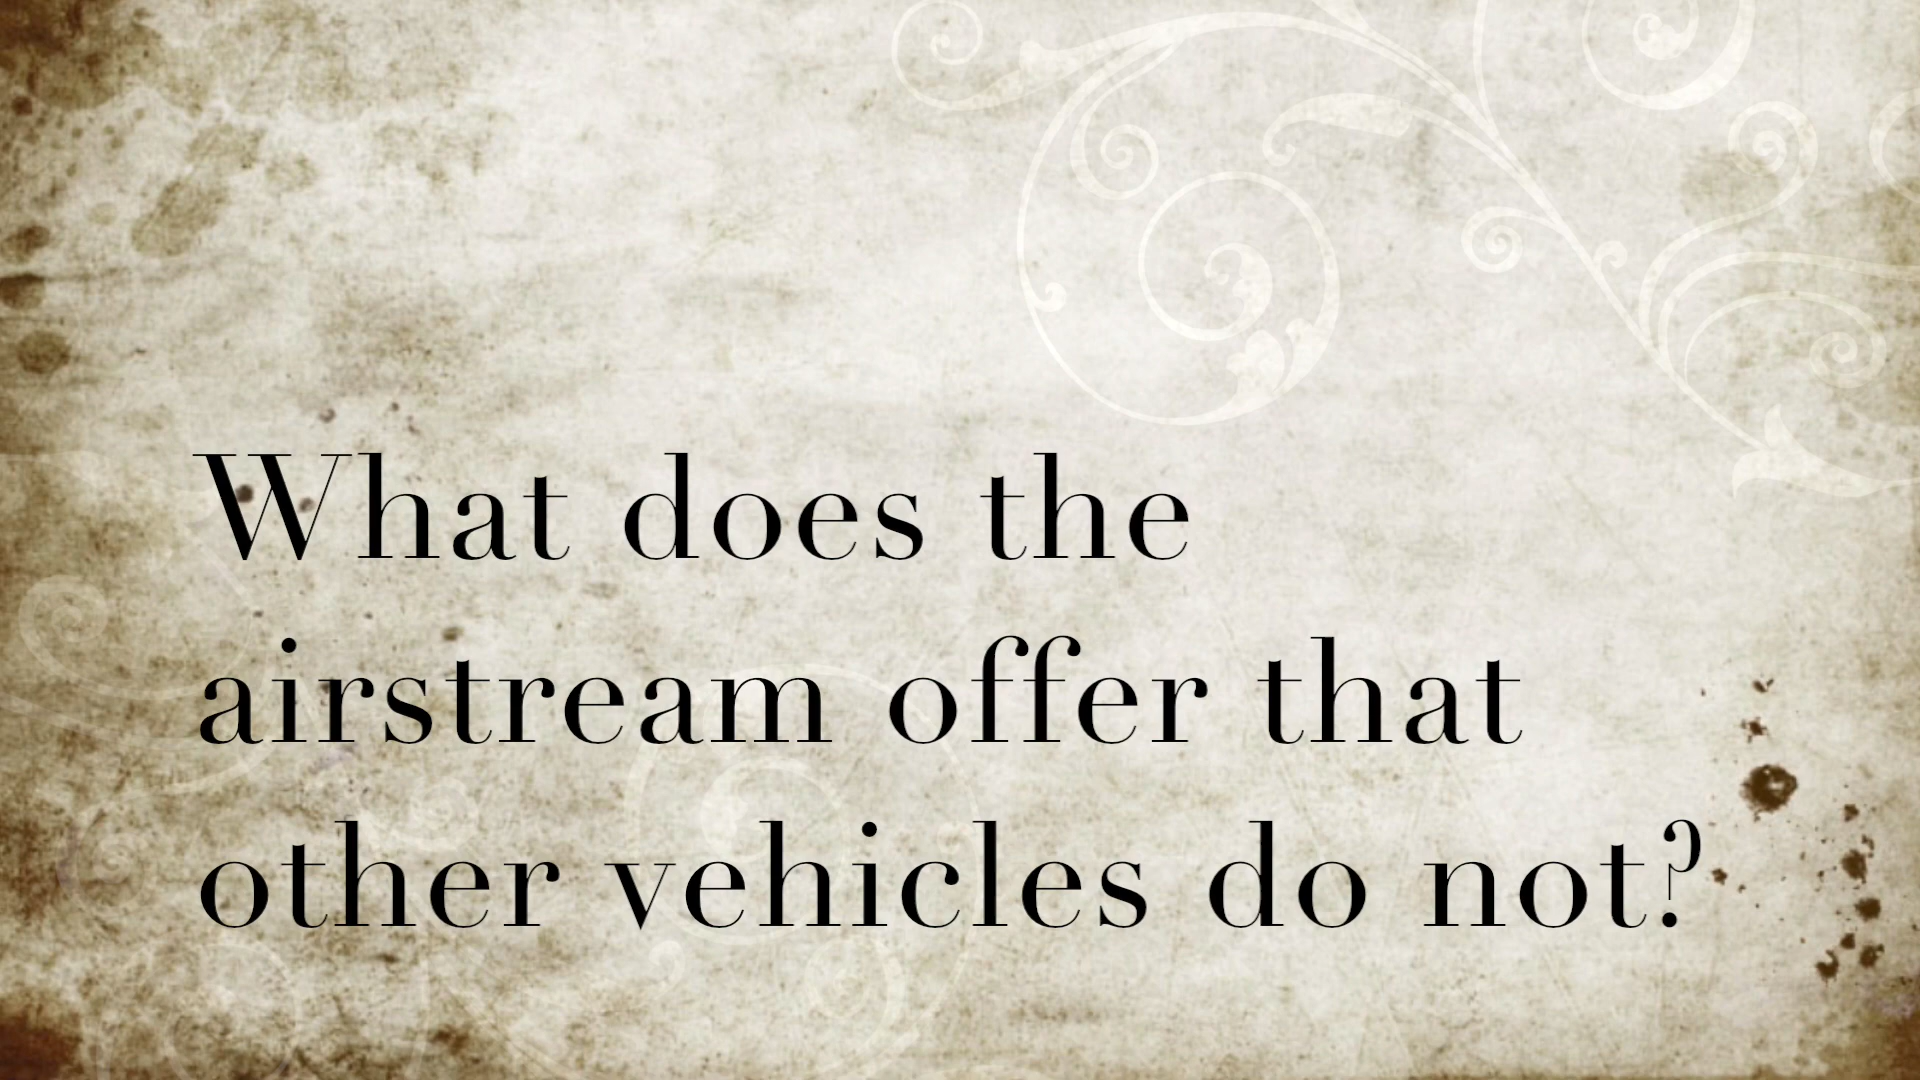 What does the
airstream offer that
other vehicles do not?